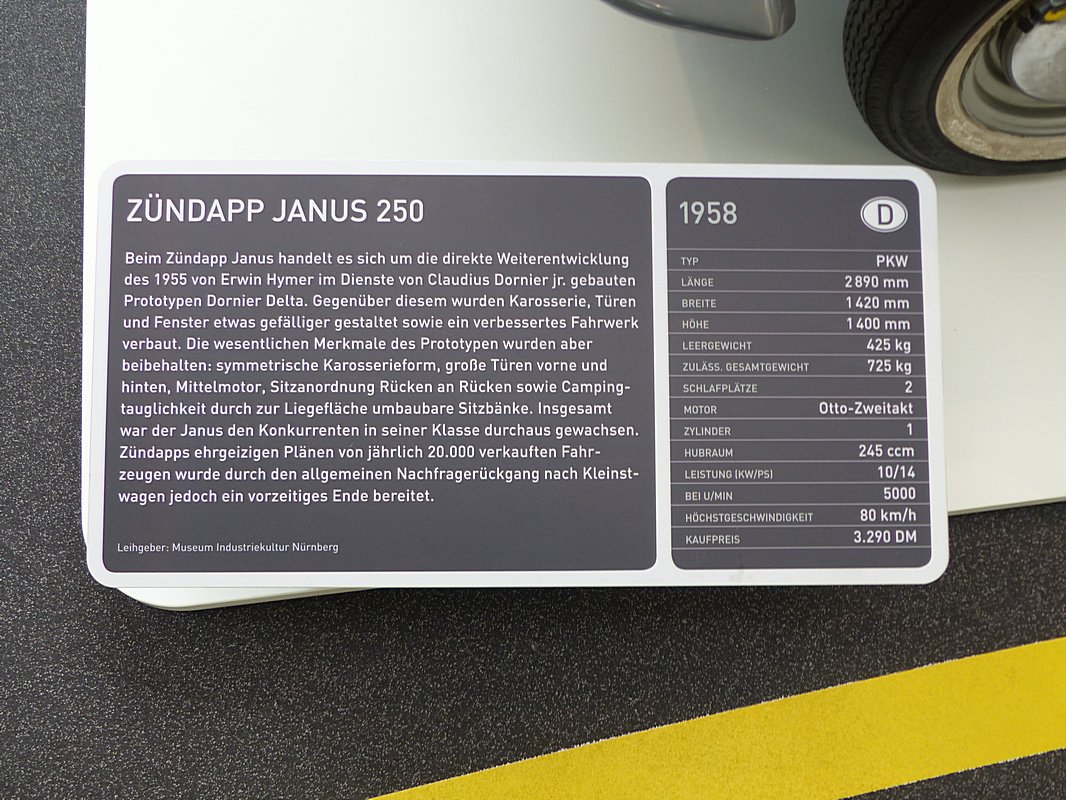 ZÜNDAPP JANUS 250
Beim Zündapp Janus handelt es sich um die direkte Weiterentwicklung
des 1955 von Erwin Hymer im Dienste von Claudius Dornier jr. gebauten
Prototypen Dornier Delta. Gegenüber diesem wurden Karosserie, Türen
und Fenster etwas gefälliger gestaltet sowie ein verbessertes Fahrwerk
verbaut. Die wesentlichen Merkmale des Prototypen wurden aber
beibehalten: symmetrische Karosserieform, große Türen vorne und
hinten, Mittelmotor, Sitzanordnung Rücken an Rücken sowie Camping-
tauglichkeit durch zur Liegefläche umbaubare Sitzbänke. Insgesamt
war der Janus den Konkurrenten in seiner Klasse durchaus gewachsen.
Zündapps ehrgeizigen Plänen von jährlich 20.000 verkauften Fahr-
zeugen wurde durch den allgemeinen Nachfragerückgang nach Kleinst-
wagen jedoch ein vorzeitiges Ende bereitet.
Leihgeber: Museum Industriekultur Nürnberg
1958 D
TYP PKW
LÄNGE 2 890 mm
BREITE 1 420 mm
HÖHE 1 400 mm
LEERGEWICHT 425 kg
ZULÄSS. GESAMTGEWICHT 725 kg
SCHLAFPLÄTZE 2
MOTOR Otto-Zweitakt
ZYLINDER 1
HUBRAUM 245 ccm
LEISTUNG (KW/PS) 10/14
BEI U/MIN 5000
HÖCHSTGESCHWINDIGKEIT 80 km/h
KAUFPREIS 3.290 DM